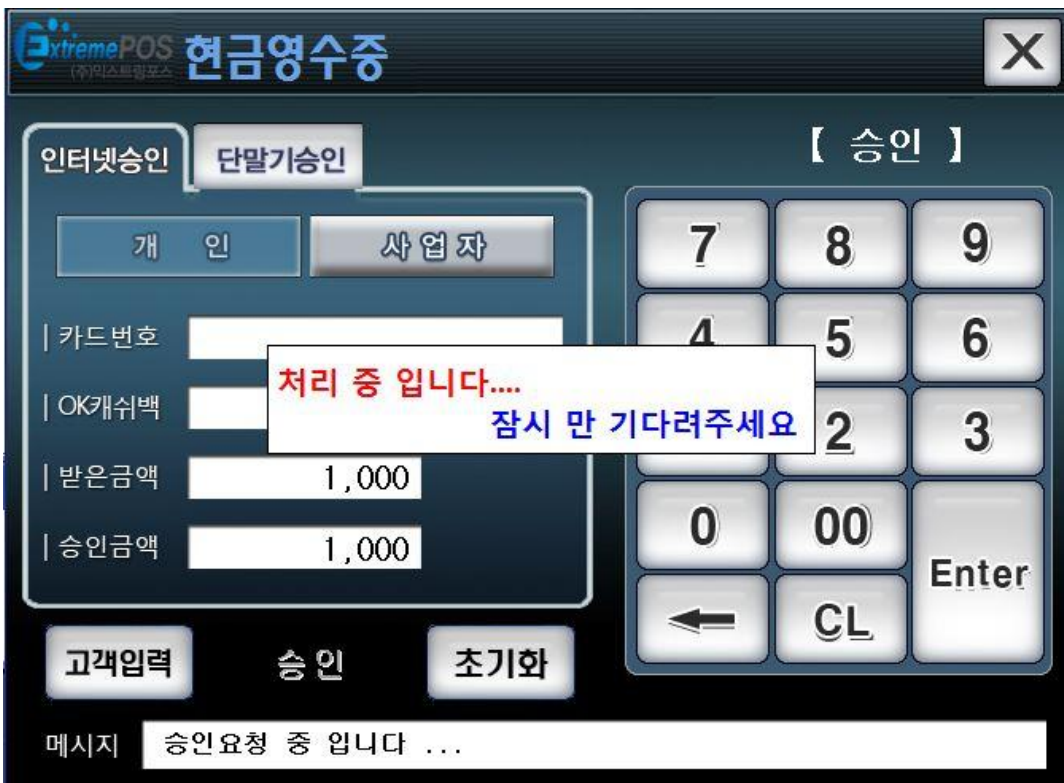 ExtremePOS
(주)익스트림포스
현금영수증
X
인터넷승인 단말기승인
【 승인 】
개 인 사업자
|카드번호
|OK캐쉬백
|받은금액 1,000
|승인금액 1,000
처리 중 입니다....
잠시 만 기다려주세요
7 8 9
4 5 6
2 3
0 00
Enter
CL
고객입력 승인 초기화
메시지 승인요청 중 입니다 ...